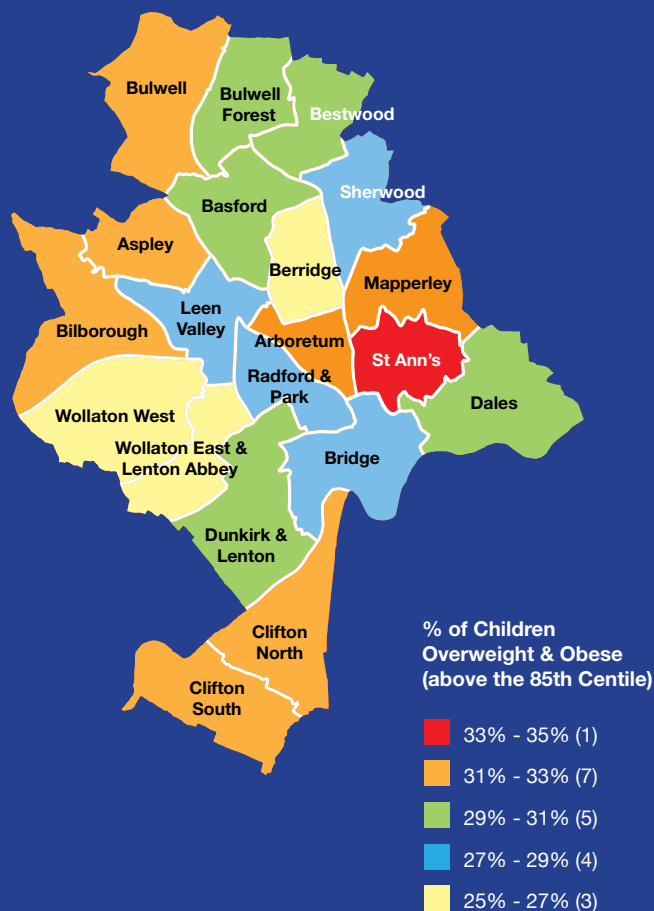 Bulwell
Bulwell
Forest
Bestwood
Sherwood
Basford
Aspley
Berridge
Mapperley
Leen
Valley
Bilborough
Arboretum
St Ann's
Radford &
Park
Dales
Wollaton West
Wollaton East &
Lenton Abbey
Bridge
Dunkirk &
Lenton
Clifton
North
Clifton
South
% of Children
Overweight & Obese
(above the 85th Centile)
33% - 35% (1)
31% - 33% (7)
29% - 31% (5)
27% - 29% (4)
25% - 27% (3)